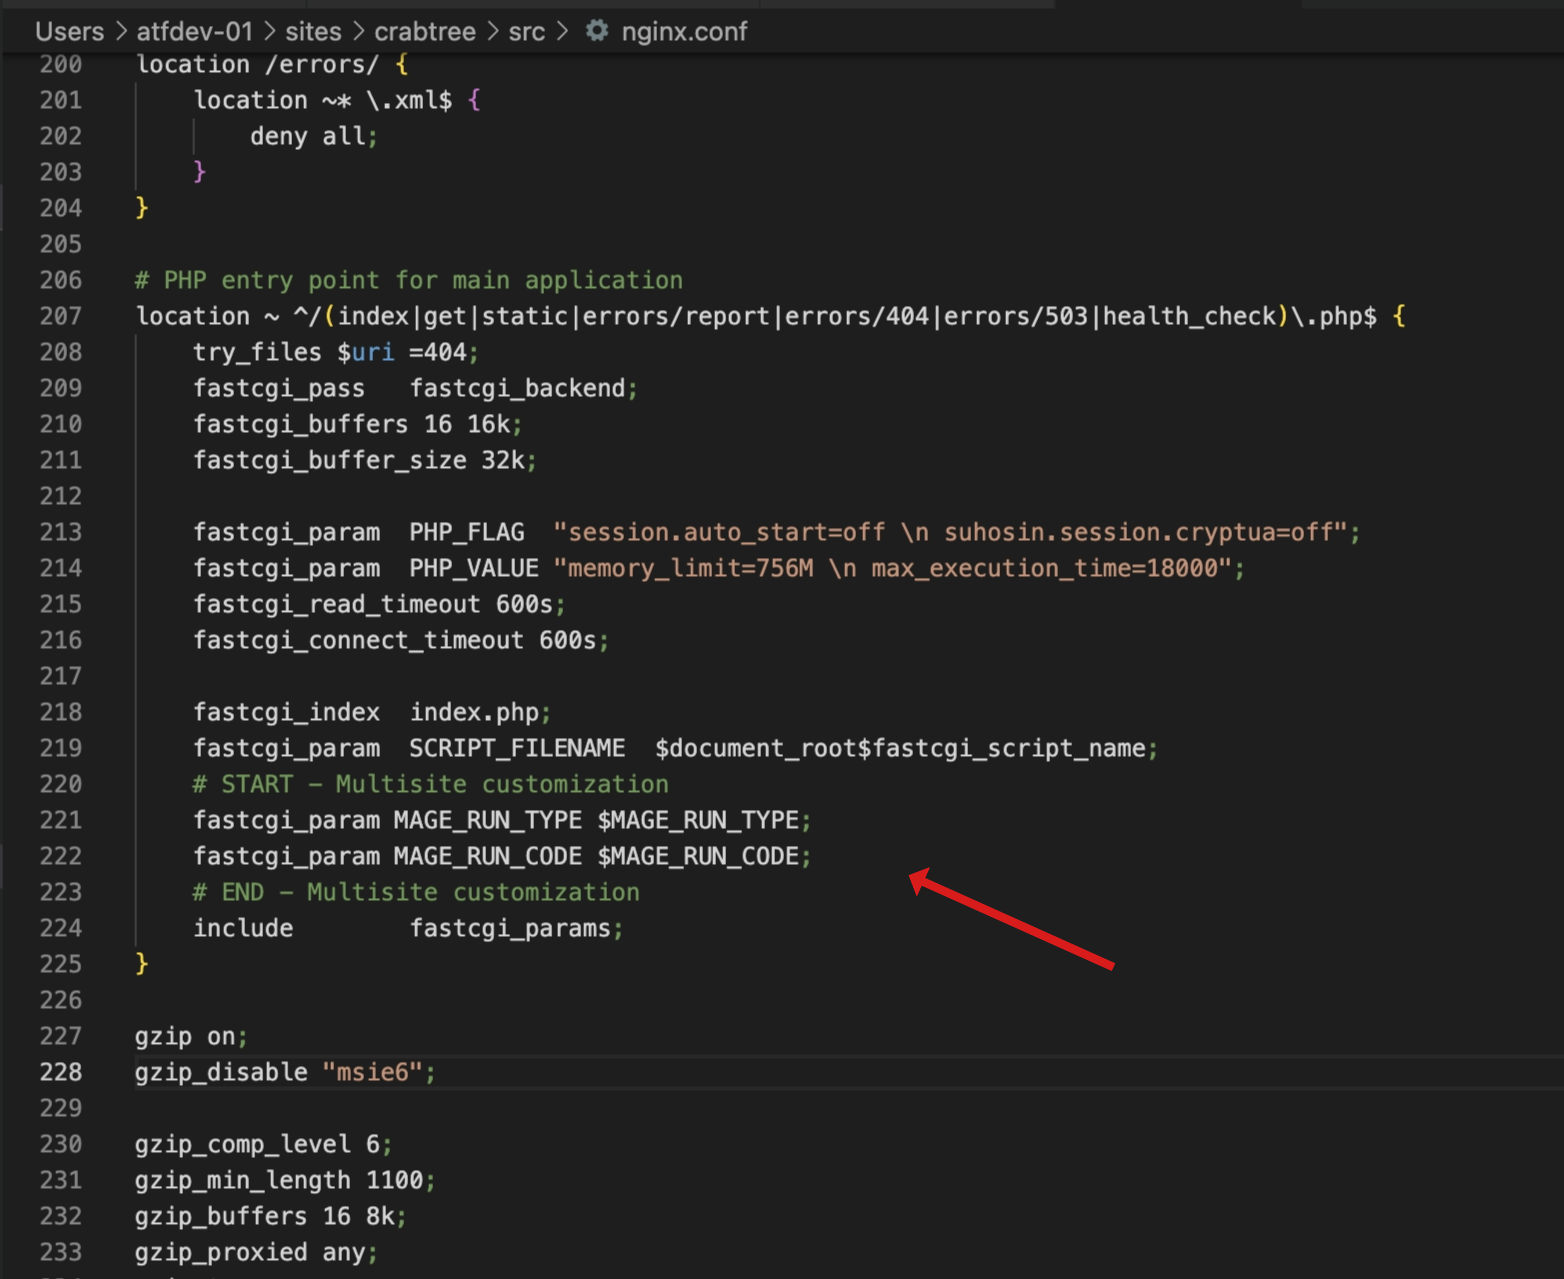 Users > atfdev-01 > sites > crabtree > src > nginx.conf
200 location /errors/ {
201 location ~* \.xml$ {
202 deny all;
203 }
204 }
205
206 # PHP entry point for main application
207 location ~ ^/(index|get|static|errors/report|errors/404|errors/503|health_check)\.php$ {
208 try_files $uri =404;
209 fastcgi_pass   fastcgi_backend;
210 fastcgi_buffers 16 16k;
211 fastcgi_buffer_size 32k;
212
213 fastcgi_param  PHP_FLAG  "session.auto_start=off \n suhosin.session.cryptua=off";
214 fastcgi_param  PHP_VALUE "memory_limit=756M \n max_execution_time=18000";
215 fastcgi_read_timeout 600s;
216 fastcgi_connect_timeout 600s;
217
218 fastcgi_index  index.php;
219 fastcgi_param  SCRIPT_FILENAME  $document_root$fastcgi_script_name;
220 # START – Multisite customization
221 fastcgi_param MAGE_RUN_TYPE $MAGE_RUN_TYPE;
222 fastcgi_param MAGE_RUN_CODE $MAGE_RUN_CODE;
223 # END – Multisite customization
224 include        fastcgi_params;
225 }
226
227 gzip on;
228 gzip_disable "msie6";
229
230 gzip_comp_level 6;
231 gzip_min_length 1100;
232 gzip_buffers 16 8k;
233 gzip_proxied any;